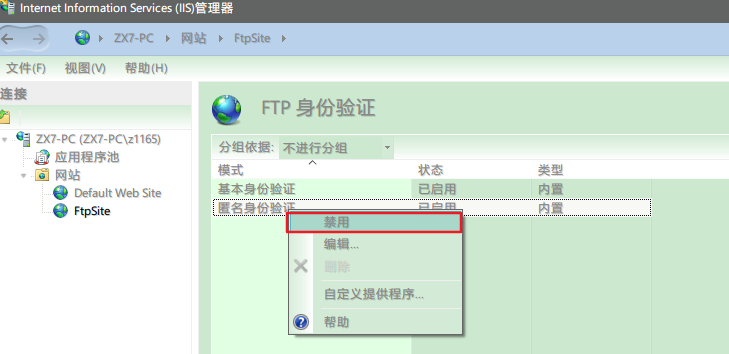 Internet Information Services (IIS)管理器
ZX7-PC 网站 FtpSite
文件(F) 视图(V) 帮助(H)
连接
ZX7-PC (ZX7-PC\z1165)
应用程序池
网站
Default Web Site
FtpSite
FTP 身份验证
分组依据: 不进行分组
模式 状态 类型
基本身份验证 已启用 内置
匿名身份验证 已启用 内置
禁用
编辑...
删除
自定义提供程序...
帮助